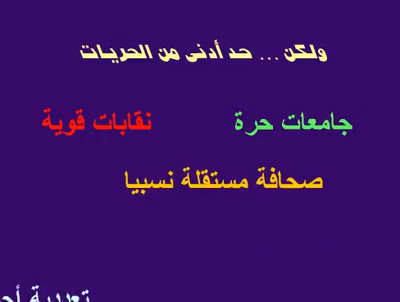 ولكن ... حد أدنى من الحريات
جامعات حرة
نقابات قوية
صحافة مستقلة نسبيا